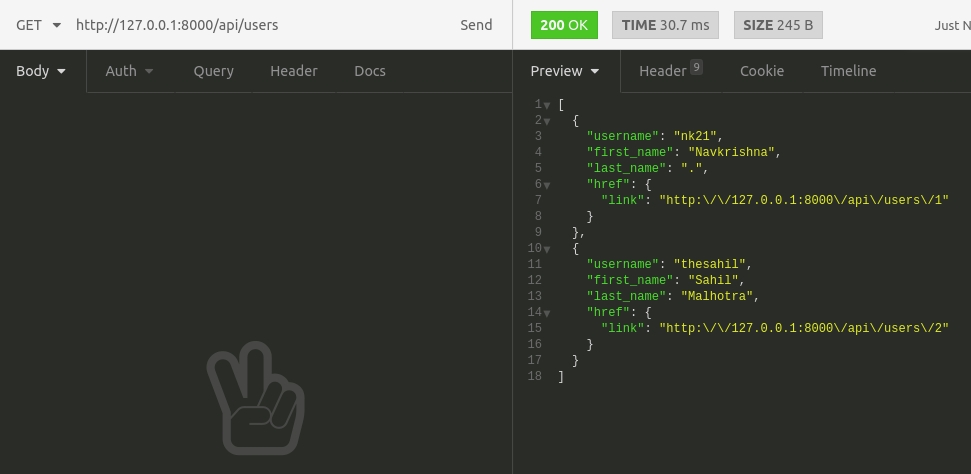 GET http://127.0.0.1:8000/api/users Send 200 OK TIME 30.7 ms SIZE 245 B Just N
Body Auth Query Header Docs Preview Header 9 Cookie Timeline
1 [
2 {
3 "username": "nk21",
4 "first_name": "Navkrishna",
5 "last_name": ".",
6 "href": {
7 "link": "http:\/\/127.0.0.1:8000\/api\/users\/1"
8 }
9 },
10 {
11 "username": "thesahil",
12 "first_name": "Sahil",
13 "last_name": "Malhotra",
14 "href": {
15 "link": "http:\/\/127.0.0.1:8000\/api\/users\/2"
16 }
17 }
18 ]